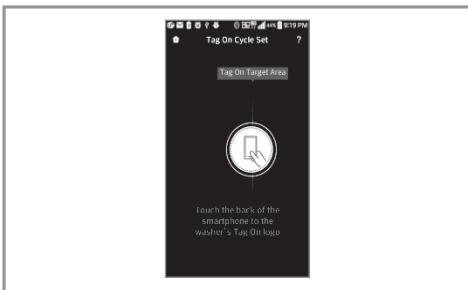 44% 9:19 PM
Tag On Cycle Set ?
Tag On Target Area
Touch the back of the
smartphone to the
washer's Tag On logo